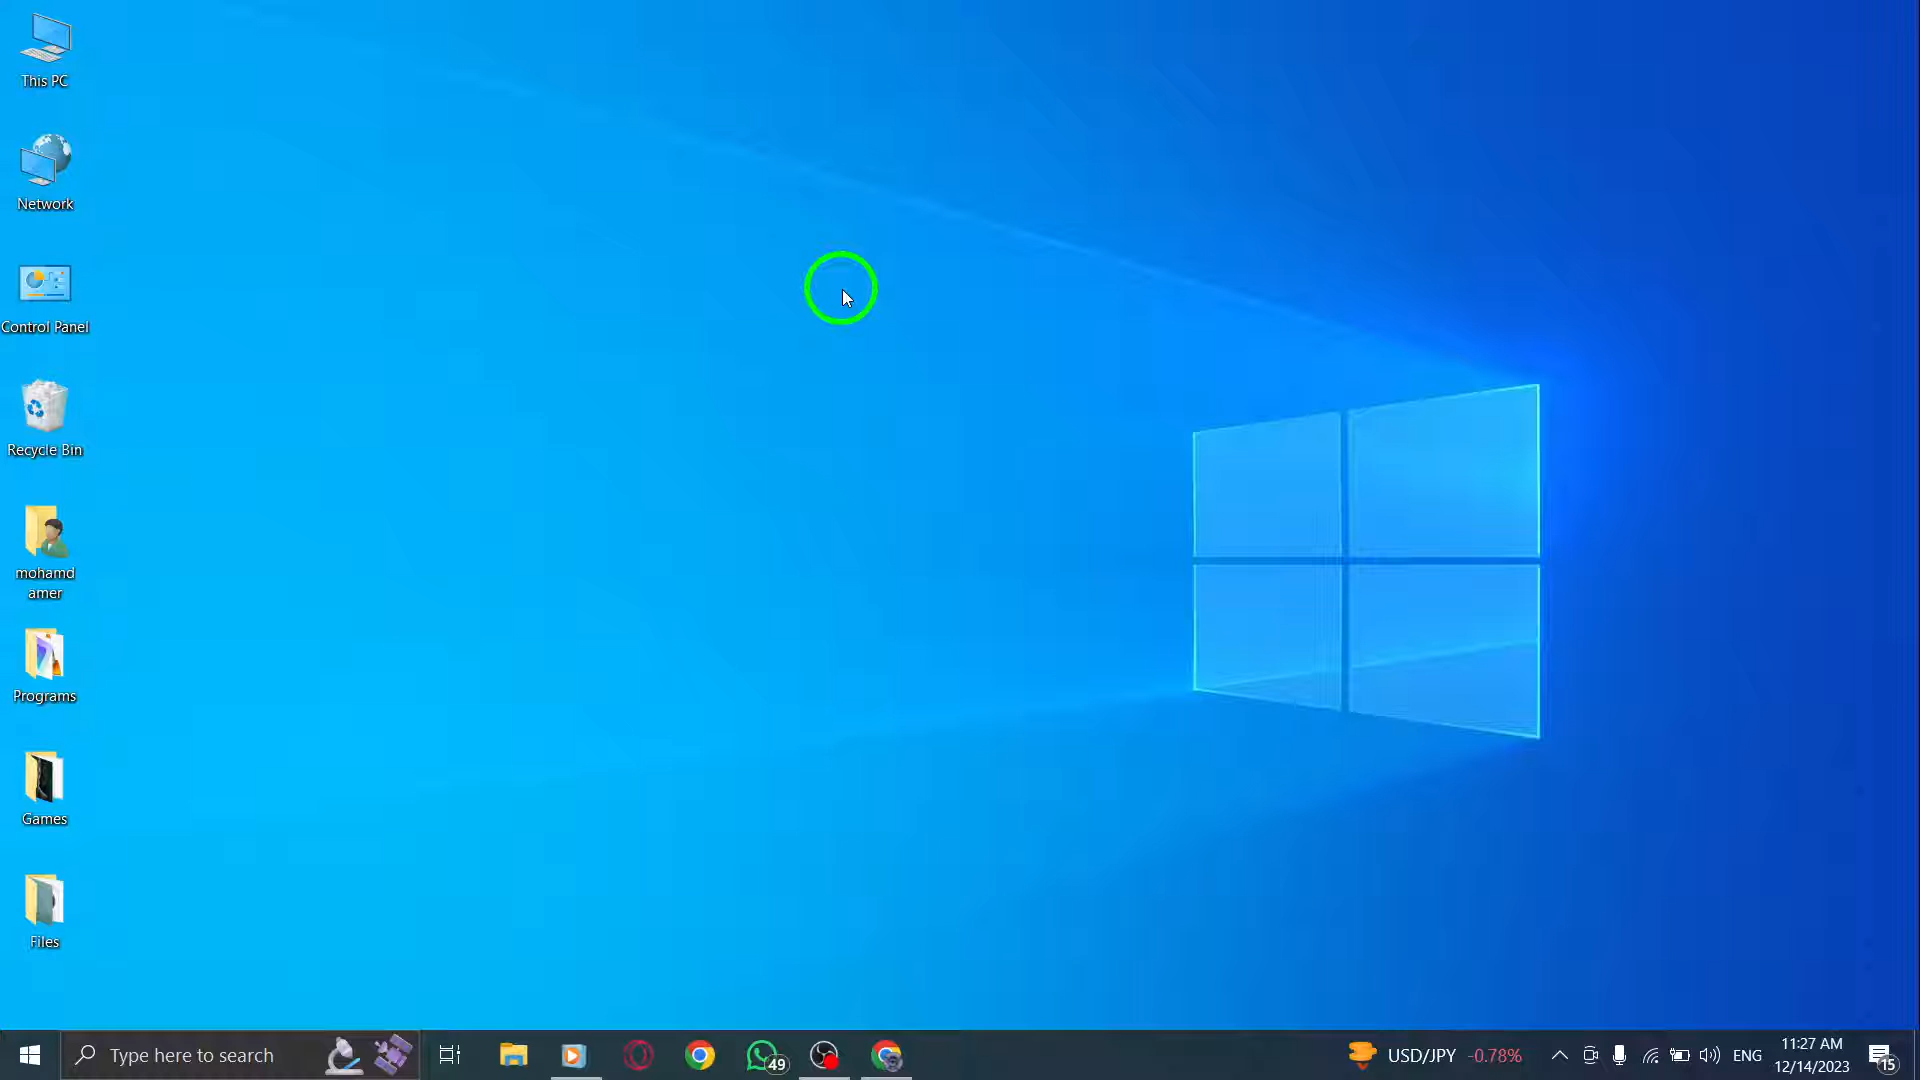 This PC
Network
Control Panel
Recycle Bin
mohamd
amer
Programs
Games
Files
Type here to search
49
USD/JPY -0.78%
ENG
11:27 AM
12/14/2023
15